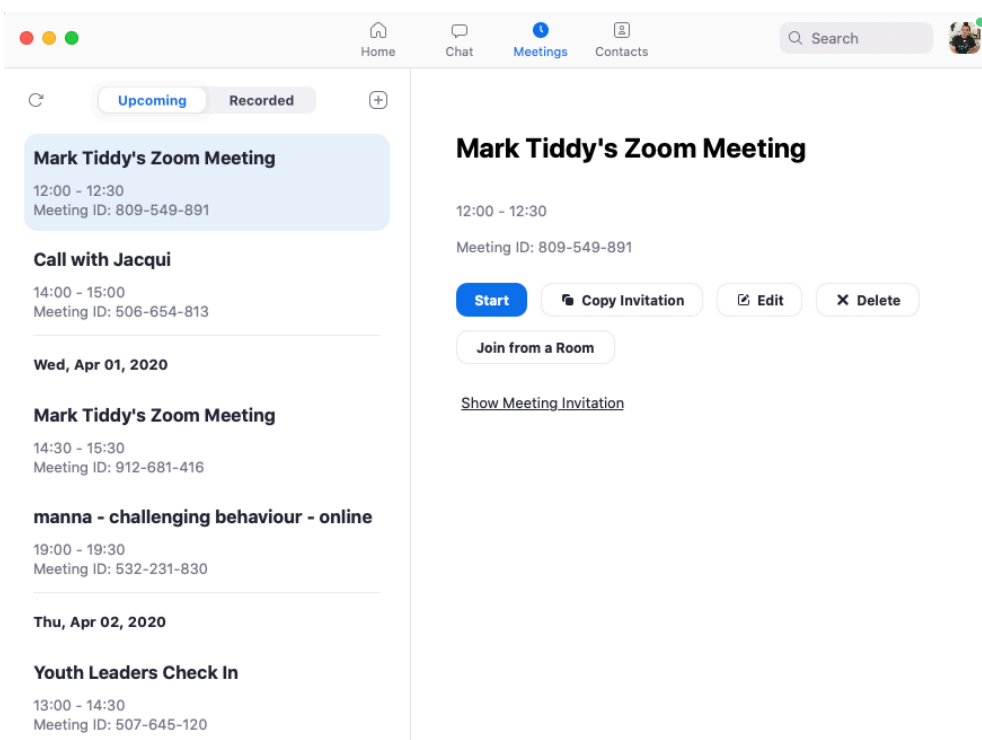 Home
Chat
Meetings
Contacts
Search
Upcoming
Recorded
Mark Tiddy's Zoom Meeting
12:00 - 12:30
Meeting ID: 809-549-891
Call with Jacqui
14:00 - 15:00
Meeting ID: 506-654-813
Wed, Apr 01, 2020
Mark Tiddy's Zoom Meeting
14:30 - 15:30
Meeting ID: 912-681-416
manna - challenging behaviour - online
19:00 - 19:30
Meeting ID: 532-231-830
Thu, Apr 02, 2020
Youth Leaders Check In
13:00 - 14:30
Meeting ID: 507-645-120
Mark Tiddy's Zoom Meeting
12:00 - 12:30
Meeting ID: 809-549-891
Start
Copy Invitation
Edit
Delete
Join from a Room
Show Meeting Invitation